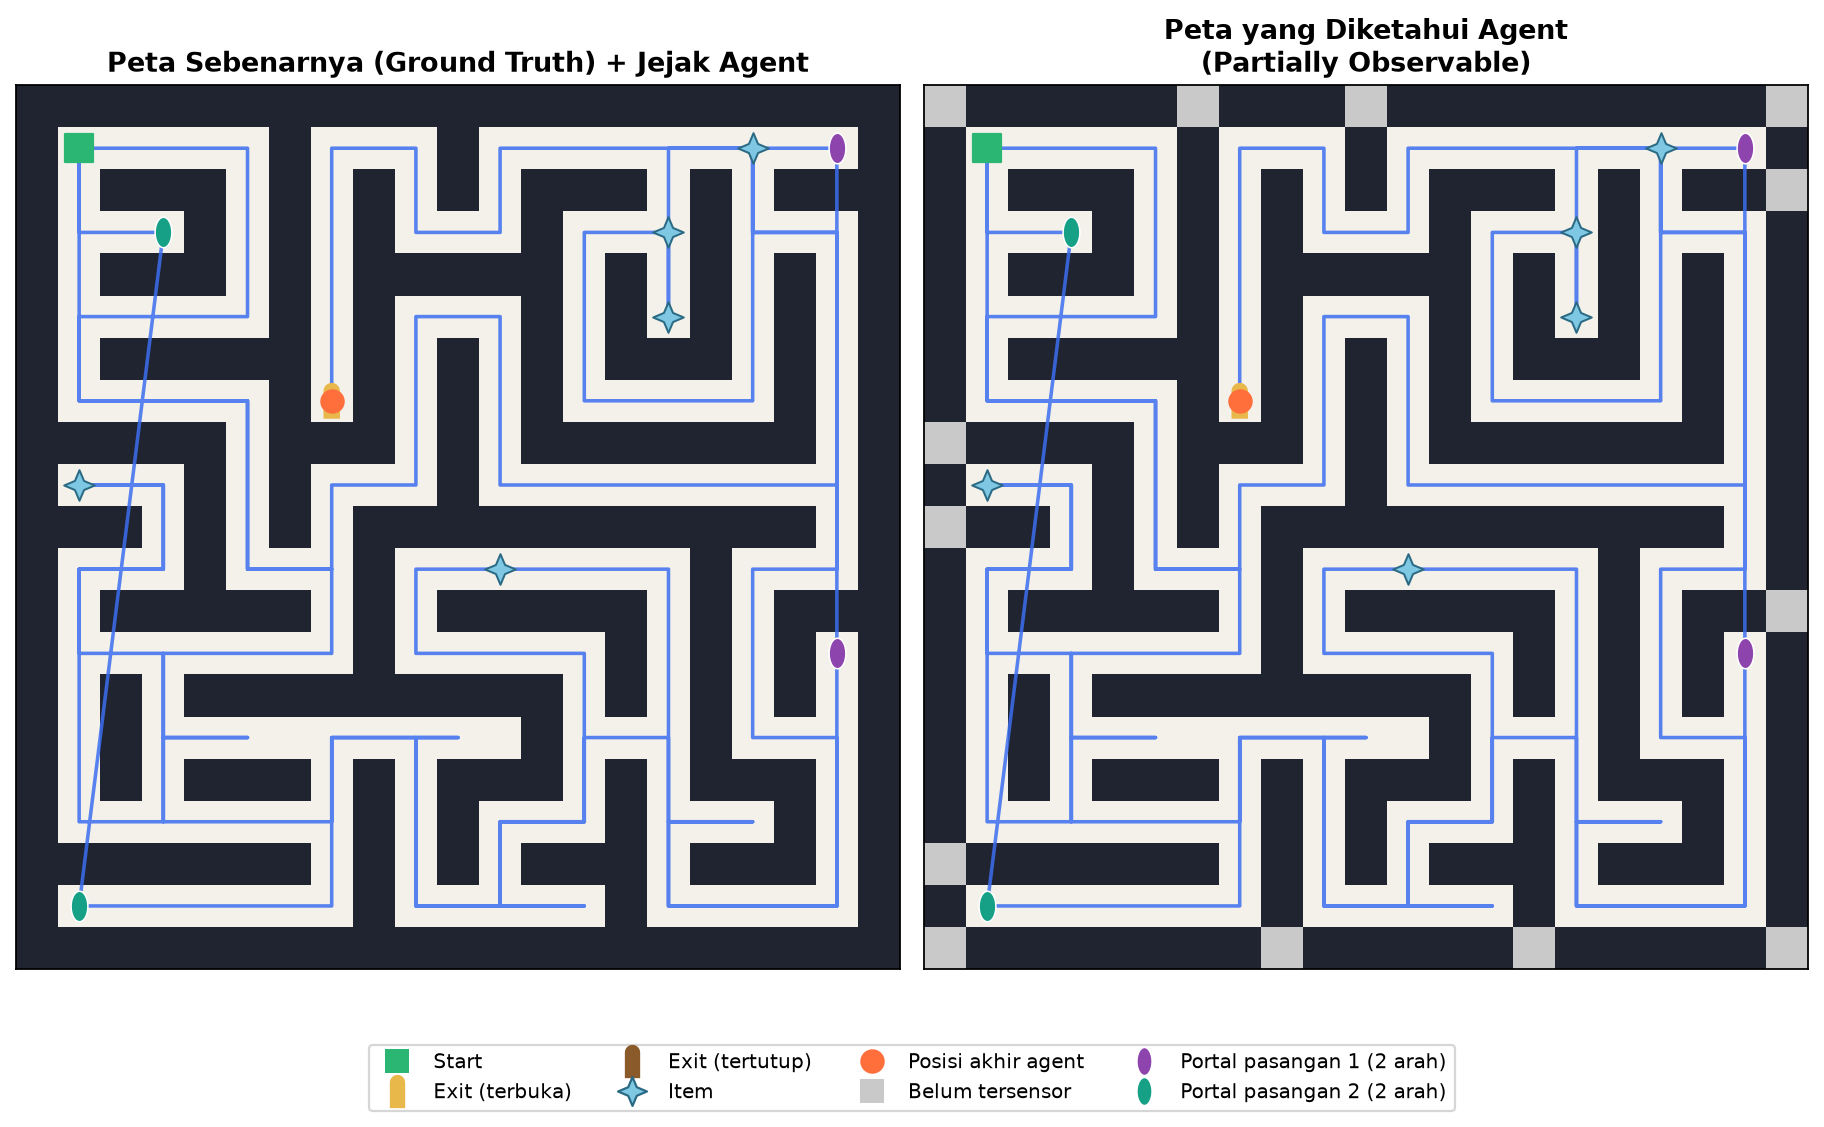 Peta Sebenarnya (Ground Truth) + Jejak Agent
Peta yang Diketahui Agent
(Partially Observable)
Start
Exit (terbuka)
Exit (tertutup)
Item
Posisi akhir agent
Belum tersensor
Portal pasangan 1 (2 arah)
Portal pasangan 2 (2 arah)